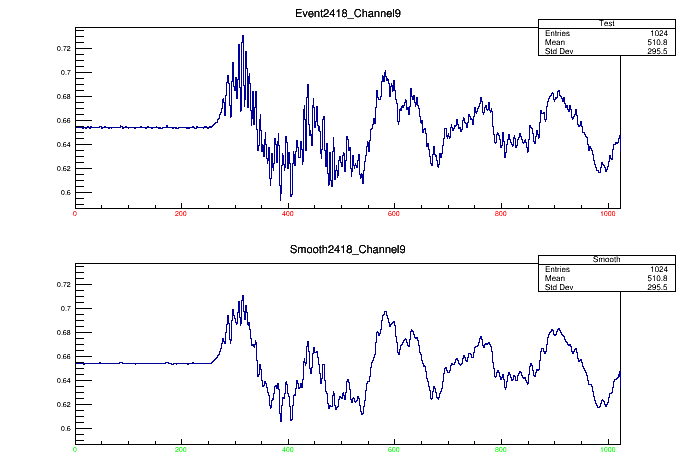 Event2418_Channel9
Test
Entries 1024
Mean 510.8
Std Dev 295.5
0.72
0.7
0.68
0.66
0.64
0.62
0.6
0 200 400 600 800 1000
Smooth2418_Channel9
Smooth
Entries 1024
Mean 510.8
Std Dev 295.5
0.72
0.7
0.68
0.66
0.64
0.62
0.6
0 200 400 600 800 1000